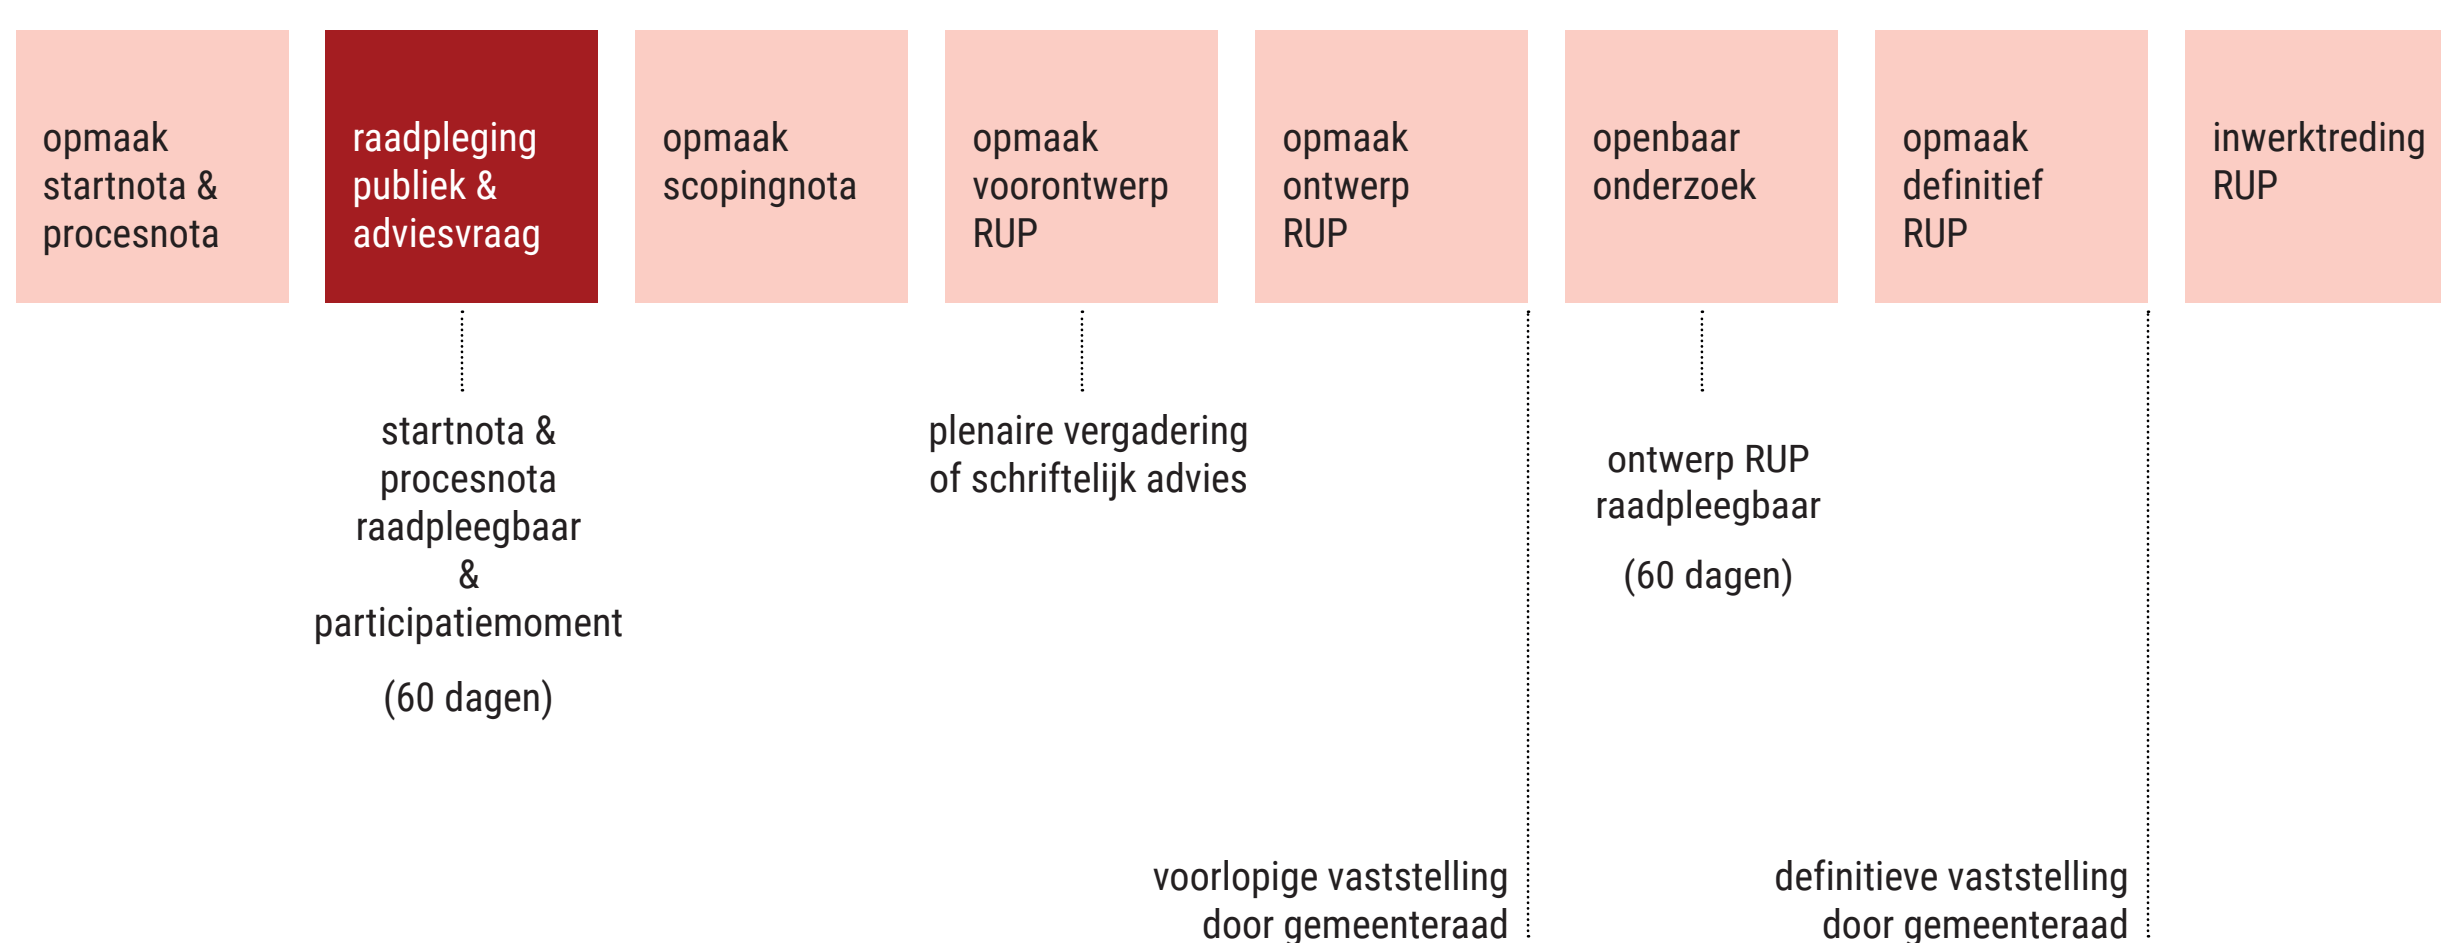 opmaak
startnota &
procesnota
raadpleging
publiek &
adviesvraag
opmaak
scopingnota
opmaak
voorontwerp
RUP
opmaak
ontwerp
RUP
openbaar
onderzoek
opmaak
definitief
RUP
inwerktreding
RUP
startnota &
procesnota
raadpleegbaar
&
participatiemoment
(60 dagen)
plenaire vergadering
of schriftelijk advies
ontwerp RUP
raadpleegbaar
(60 dagen)
voorlopige vaststelling
door gemeenteraad
definitieve vaststelling
door gemeenteraad